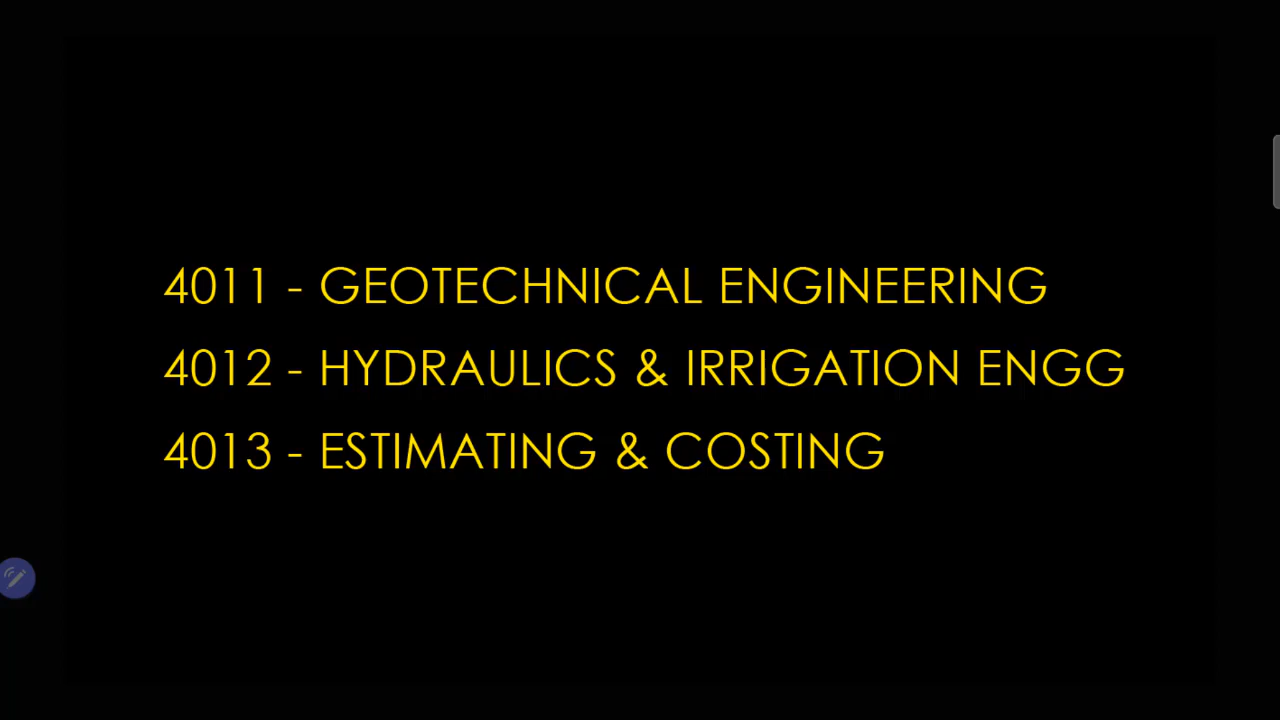 4011 - GEOTECHNICAL ENGINEERING
4012 - HYDRAULICS & IRRIGATION ENGG
4013 - ESTIMATING & COSTING